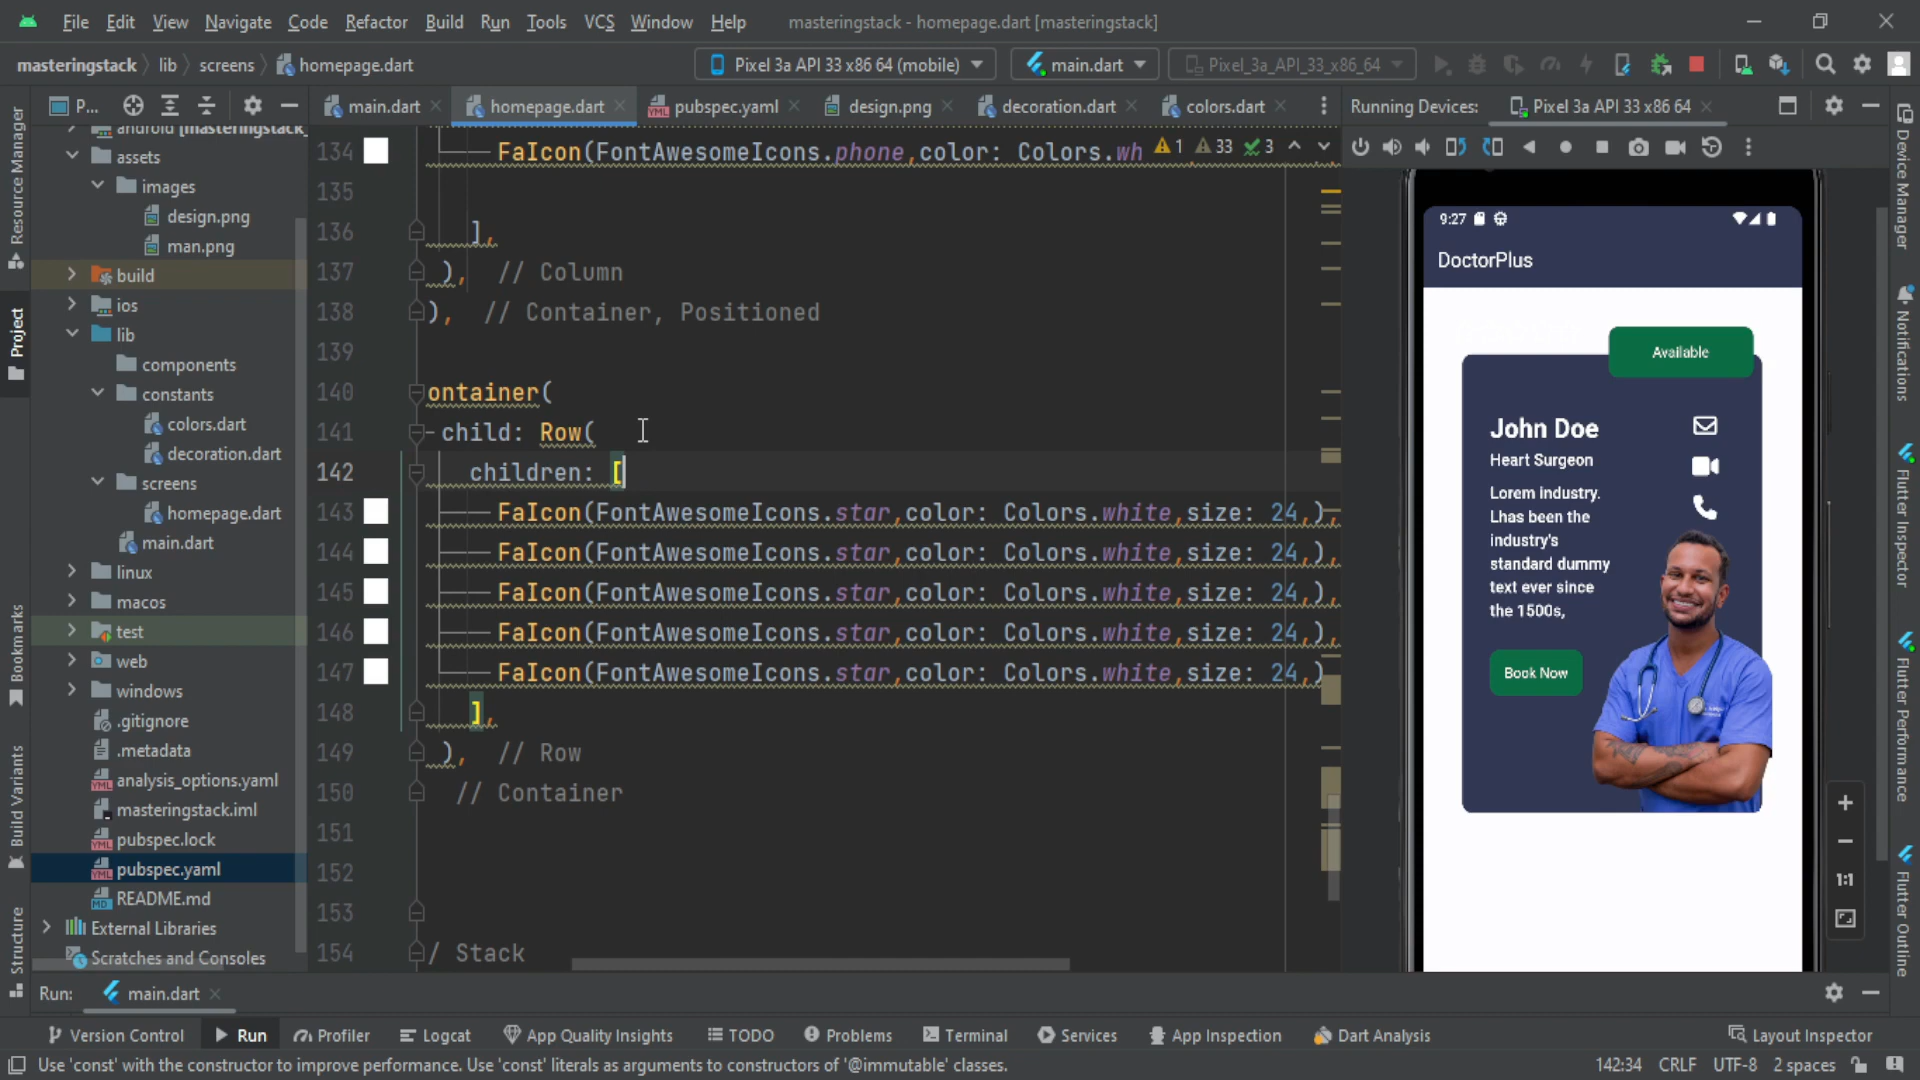 File Edit View Navigate Code Refactor Build Run Tools VCS Window Help masteringstack - homepage.dart [masteringstack]
masteringstack lib screens homepage.dart Pixel 3a API 33 x86 64 (mobile) main.dart Pixel_3a_API_33_x86_64
P... main.dart homepage.dart pubspec.yaml design.png decoration.dart colors.dart Running Devices: Pixel 3a API 33 x86 64
Resource Manager
Project
Bookmarks
Build Variants
Structure
android [masteringstack
assets
images
design.png
man.png
build
ios
lib
components
constants
colors.dart
decoration.dart
screens
homepage.dart
main.dart
linux
macos
test
web
windows
.gitignore
.metadata
analysis_options.yaml
masteringstack.iml
pubspec.lock
pubspec.yaml
README.md
External Libraries
Scratches and Consoles
1 33 3
134 FaIcon(FontAwesomeIcons.phone,color: Colors.wh
135
136 ],
137 ), // Column
138 ), // Container, Positioned
139
140 ontainer(
141 child: Row(
142 children: [
143 FaIcon(FontAwesomeIcons.star,color: Colors.white,size: 24,),
144 FaIcon(FontAwesomeIcons.star,color: Colors.white,size: 24,),
145 FaIcon(FontAwesomeIcons.star,color: Colors.white,size: 24,),
146 FaIcon(FontAwesomeIcons.star,color: Colors.white,size: 24,),
147 FaIcon(FontAwesomeIcons.star,color: Colors.white,size: 24,)
148 ],
149 ), // Row
150 // Container
151
152
153
154 / Stack
9:27
DoctorPlus
Available
John Doe
Heart Surgeon
Lorem industry.
Lhas been the
industry's
standard dummy
text ever since
the 1500s,
Book Now
1:1
Device Manager
Notifications
Flutter Inspector
Flutter Performance
Flutter Outline
Run: main.dart
Version Control Run Profiler Logcat App Quality Insights TODO Problems Terminal Services App Inspection Dart Analysis Layout Inspector
Use 'const' with the constructor to improve performance. Use 'const' literals as arguments to constructors of '@immutable' classes. 142:34 CRLF UTF-8 2 spaces